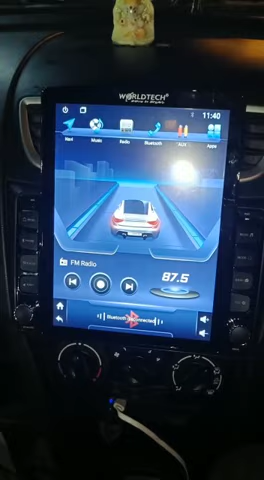 WORLDTECH
11:40
Navi Music Radio Bluetooth AUX Apps
FM Radio
87.5
Bluetooth